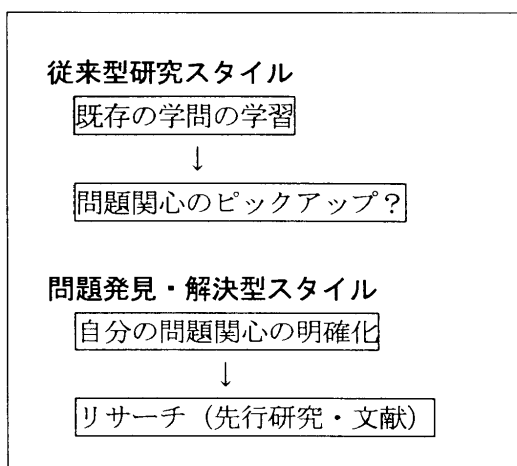 従来型研究スタイル
既存の学問の学習
↓
問題関心のピックアップ?
問題発見・解決型スタイル
自分の問題関心の明確化
↓
リサーチ（先行研究・文献）